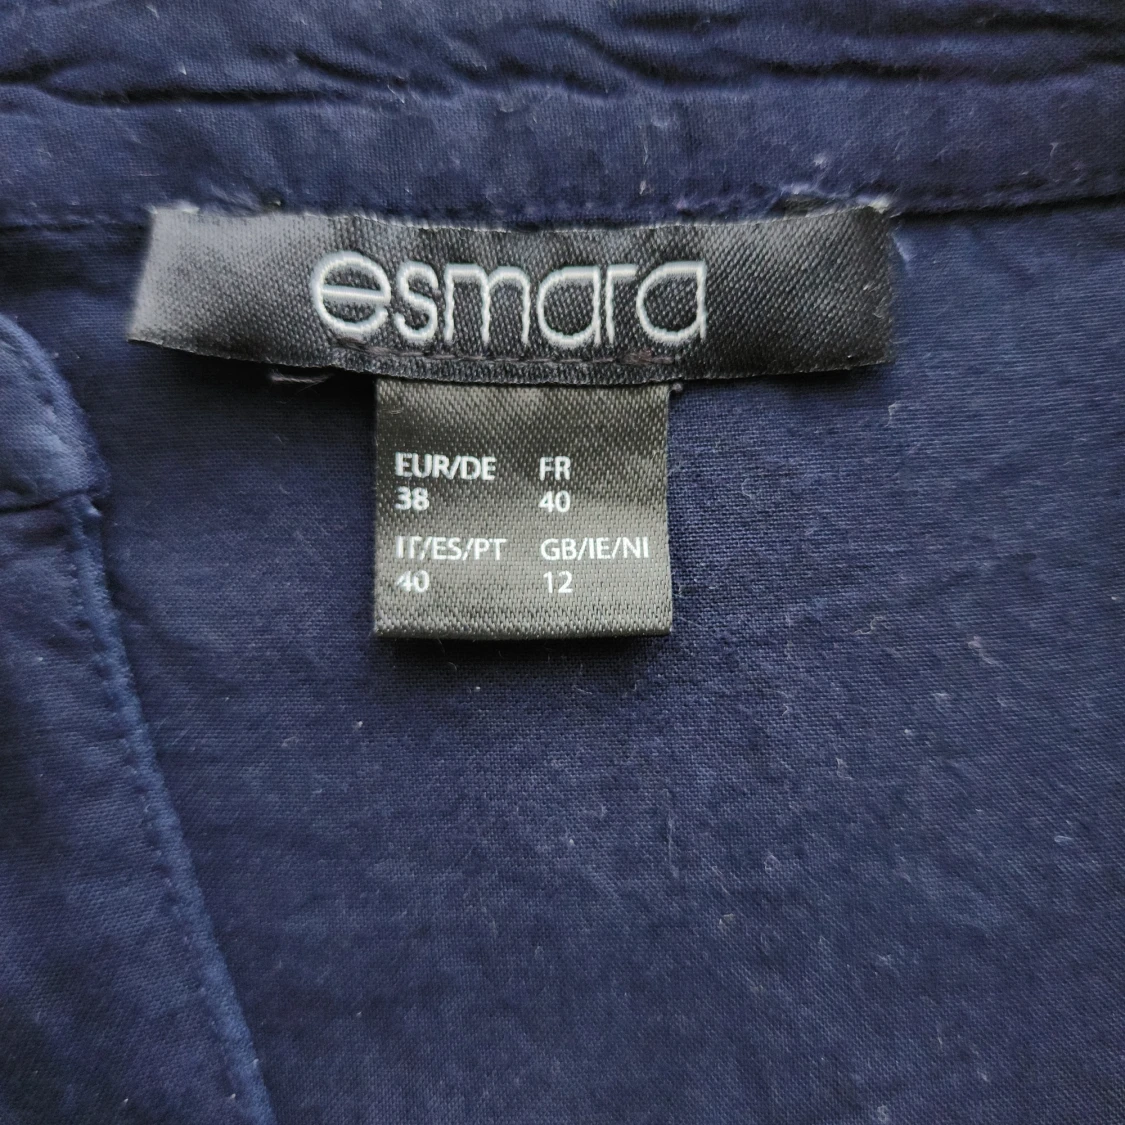 esmara
EUR/DE FR
38 40
IT/ES/PT GB/IE/NI
40 12